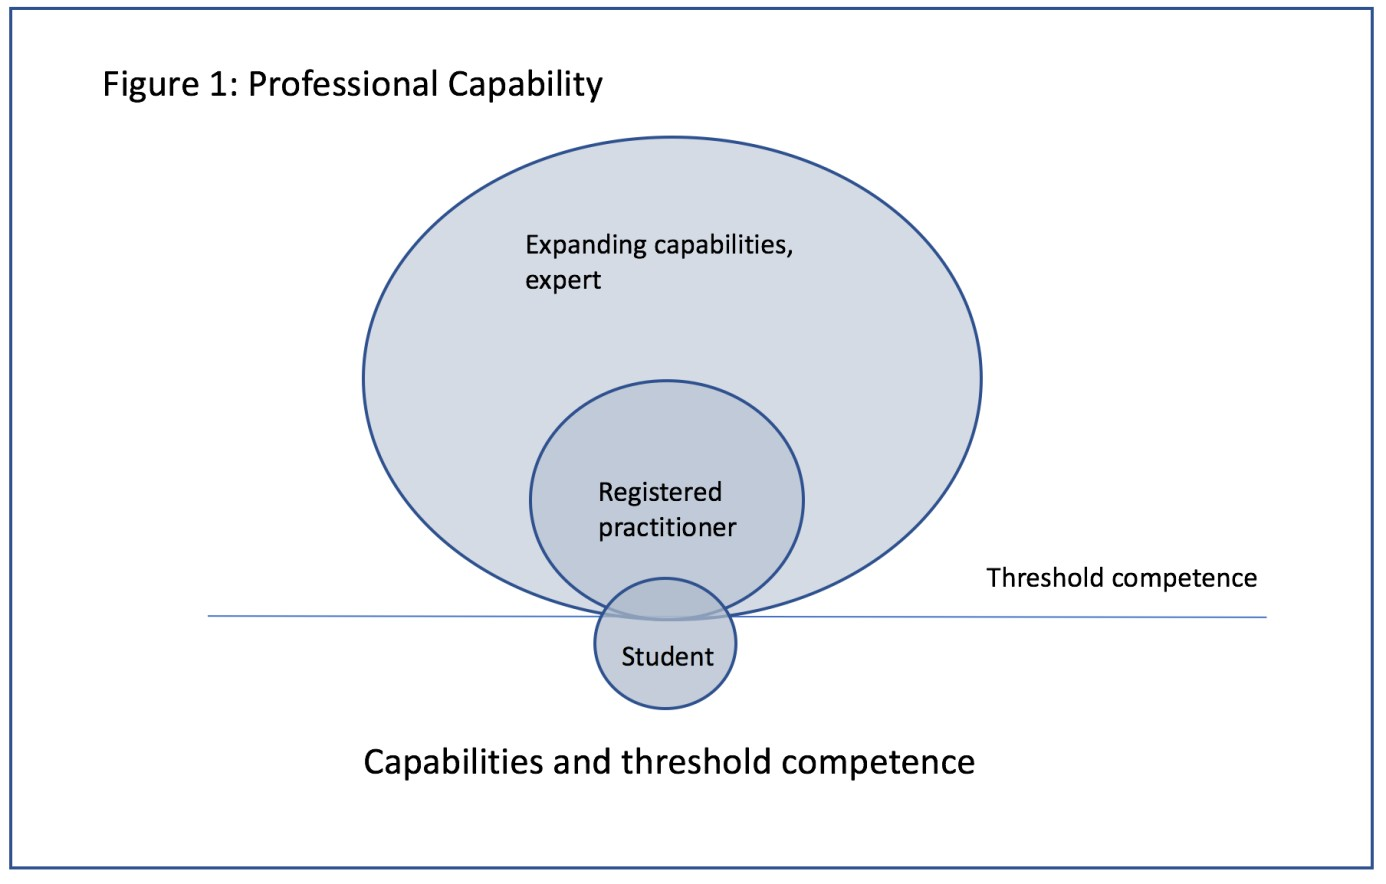 Figure 1: Professional Capability
Expanding capabilities,
expert
Registered
practitioner
Threshold competence
Student
Capabilities and threshold competence